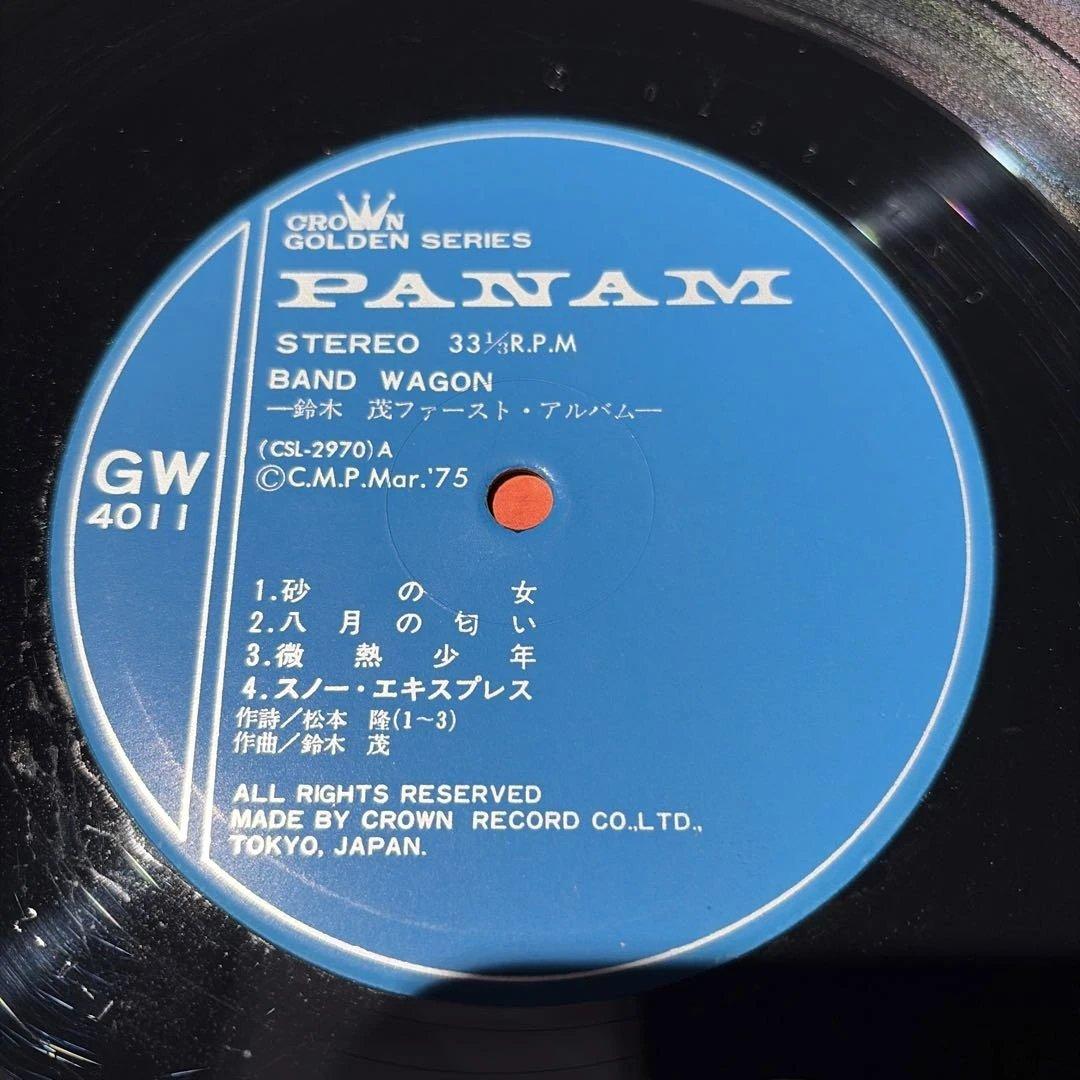 CROWN
GOLDEN SERIES
PANAM
STEREO 33⅓R.P.M
BAND WAGON
―鈴木 茂ファースト・アルバム―
(CSL-2970)A
©C.M.P.Mar.'75
GW
4011
1.砂の女
2.八月の匂い
3.微熱少年
4.スノー・エキスプレス
作詩/松本 隆(1~3)
作曲/鈴木 茂
ALL RIGHTS RESERVED
MADE BY CROWN RECORD CO.,LTD.,
TOKYO, JAPAN.